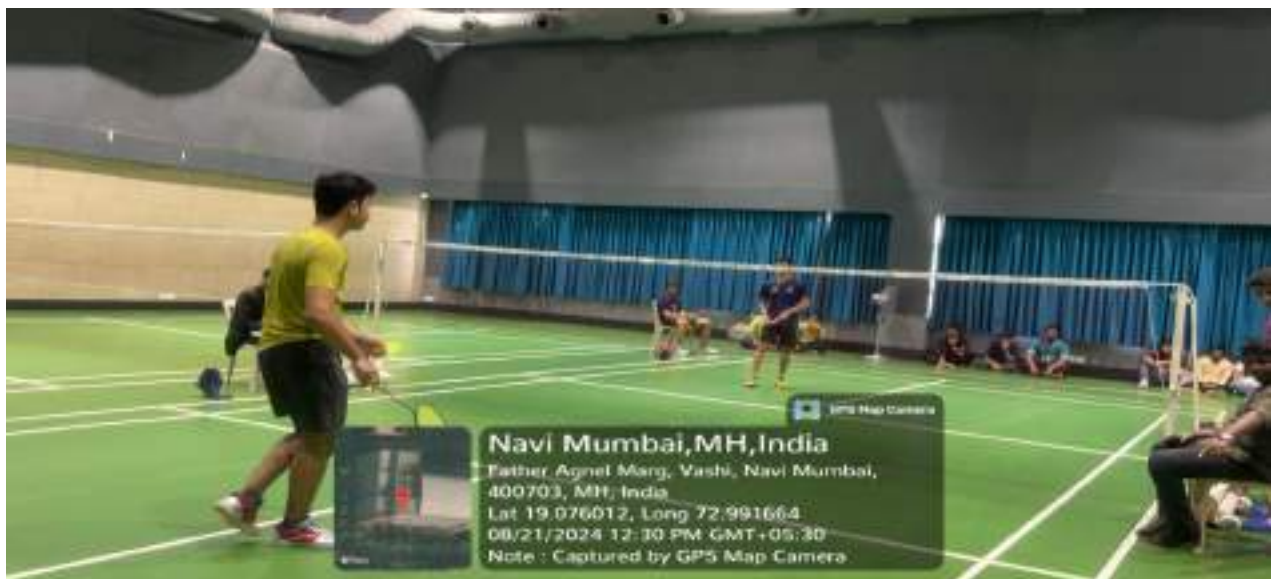 GPS Map Camera
Navi Mumbai,MH,India
Father Agnel Marg, Vashi, Navi Mumbai,
400703, MH, India
Lat 19.076012, Long 72.991664
08/21/2024 12:30 PM GMT+05:30
Note : Captured by GPS Map Camera